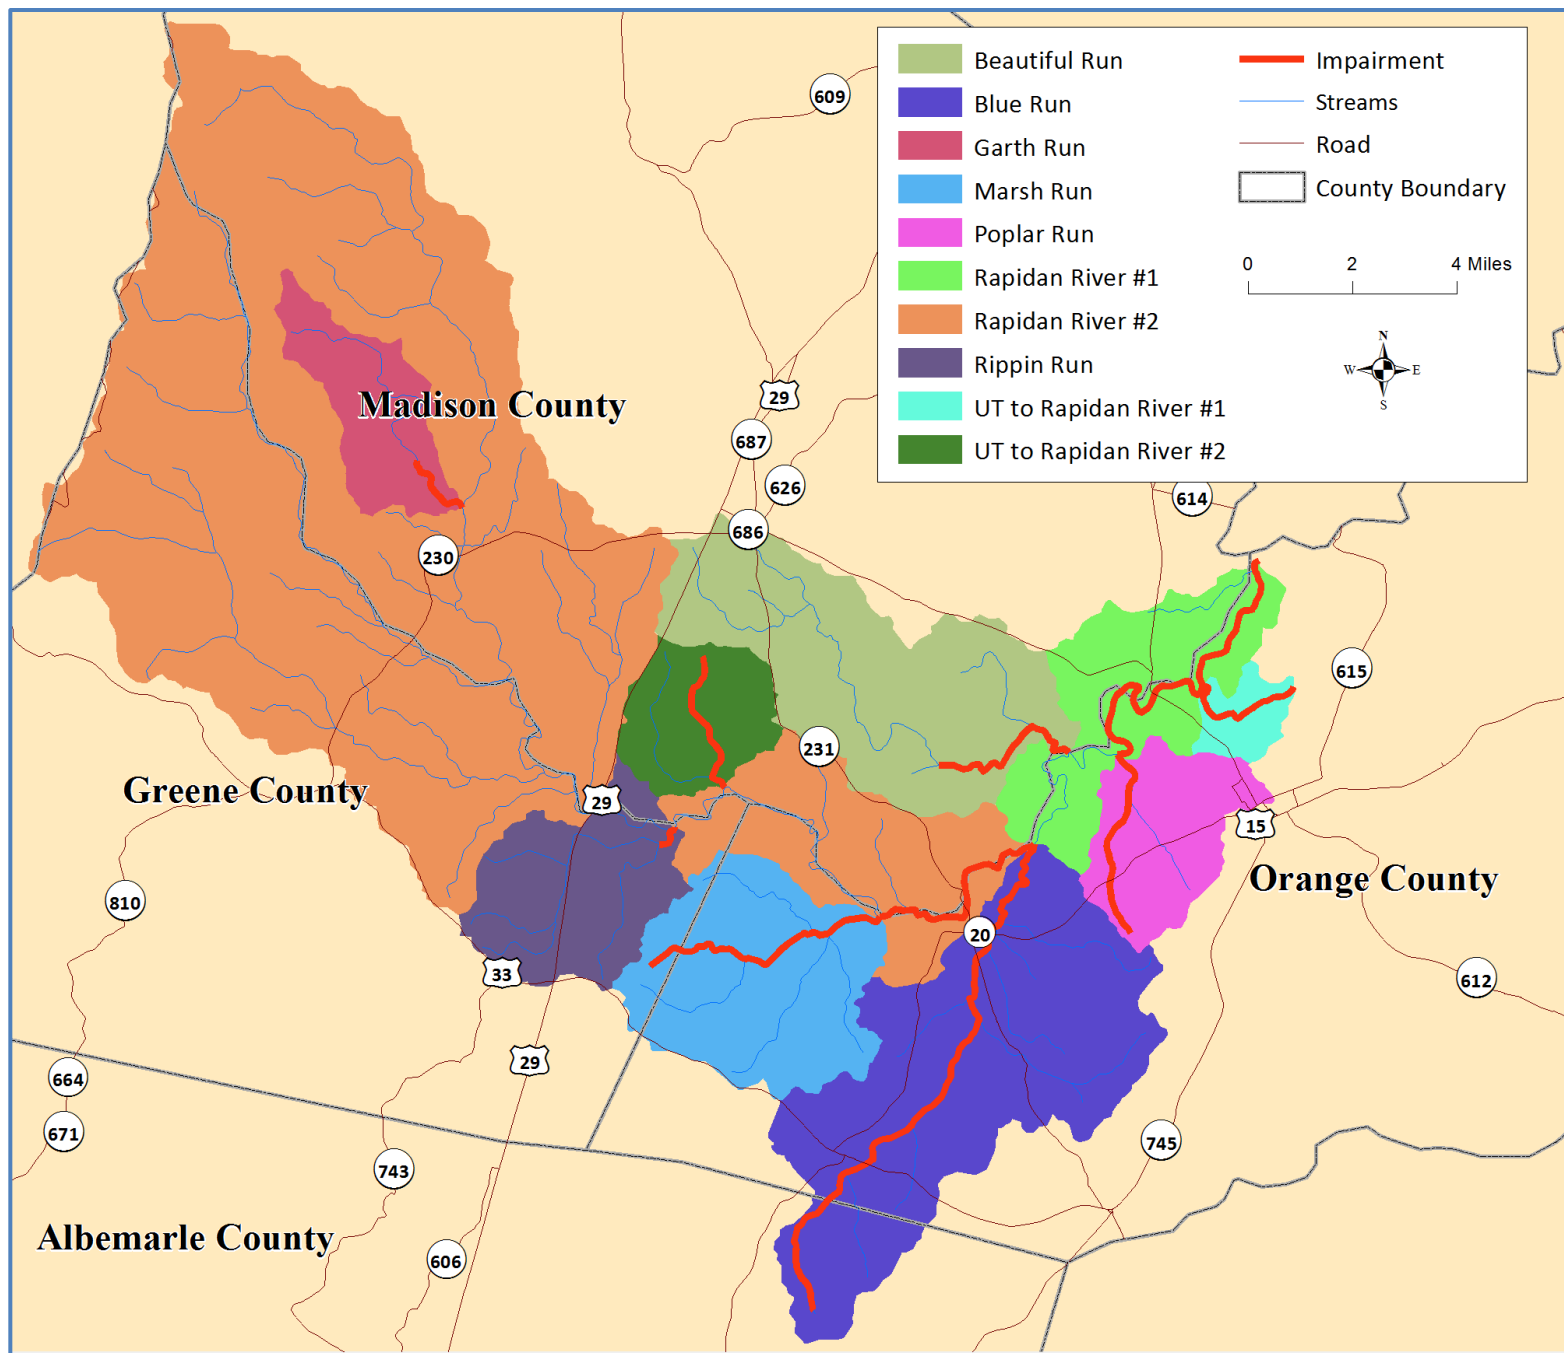 Beautiful Run
Blue Run
Garth Run
Marsh Run
Poplar Run
Rapidan River #1
Rapidan River #2
Rippin Run
UT to Rapidan River #1
UT to Rapidan River #2
Impairment
Streams
Road
County Boundary
0 2 4 Miles
N
W E
S
609
29
687
626
614
686
230
Madison County
615
231
Greene County
29
15
Orange County
810
20
33
612
29
664
671
743
745
Albemarle County
606